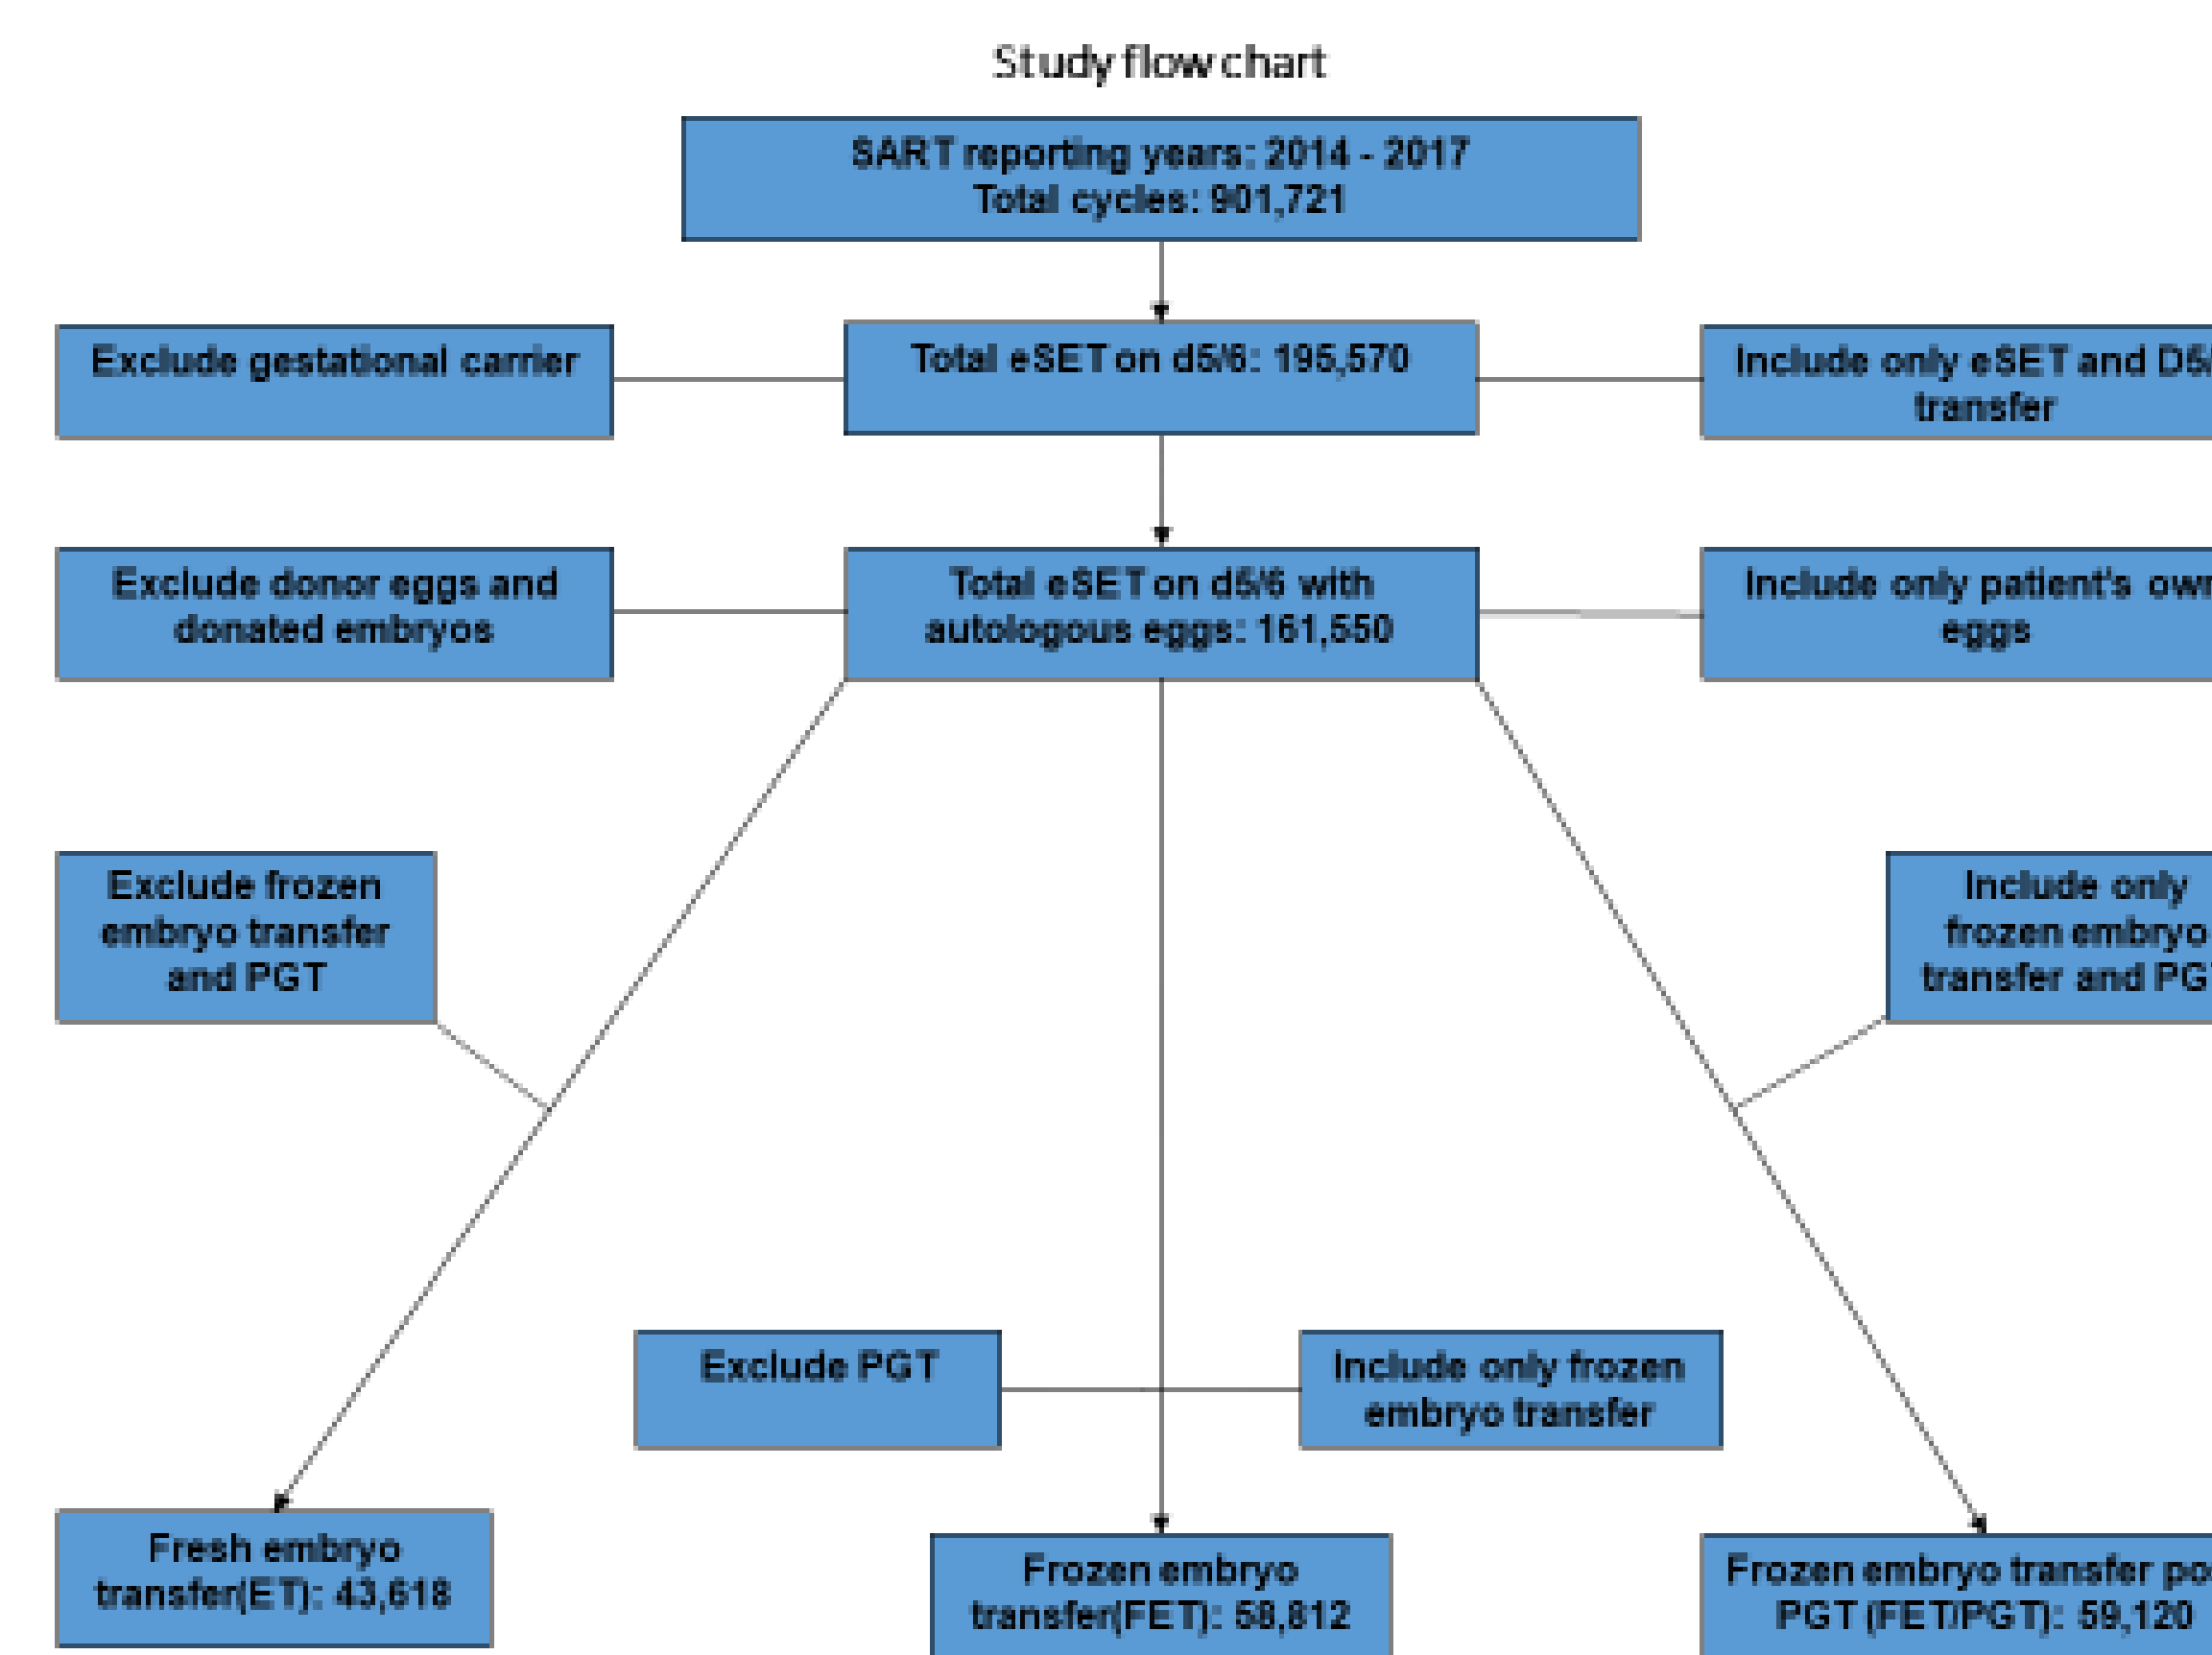 Study flow chart
SART reporting years: 2014 - 2017
Total cycles: 901,721
Exclude gestational carrier
Total eSET on d5/6: 195,570
Include only eSET and D5/
transfer
Exclude donor eggs and
donated embryos
Total eSET on d5/6 with
autologous eggs: 161,550
Include only patient's own
eggs
Exclude frozen
embryo transfer
and PGT
Include only
frozen embryo
transfer and PGT
Exclude PGT
Include only frozen
embryo transfer
Fresh embryo
transfer(ET): 43,618
Frozen embryo
transfer(FET): 58,812
Frozen embryo transfer
PGT (FET/PGT): 59,120